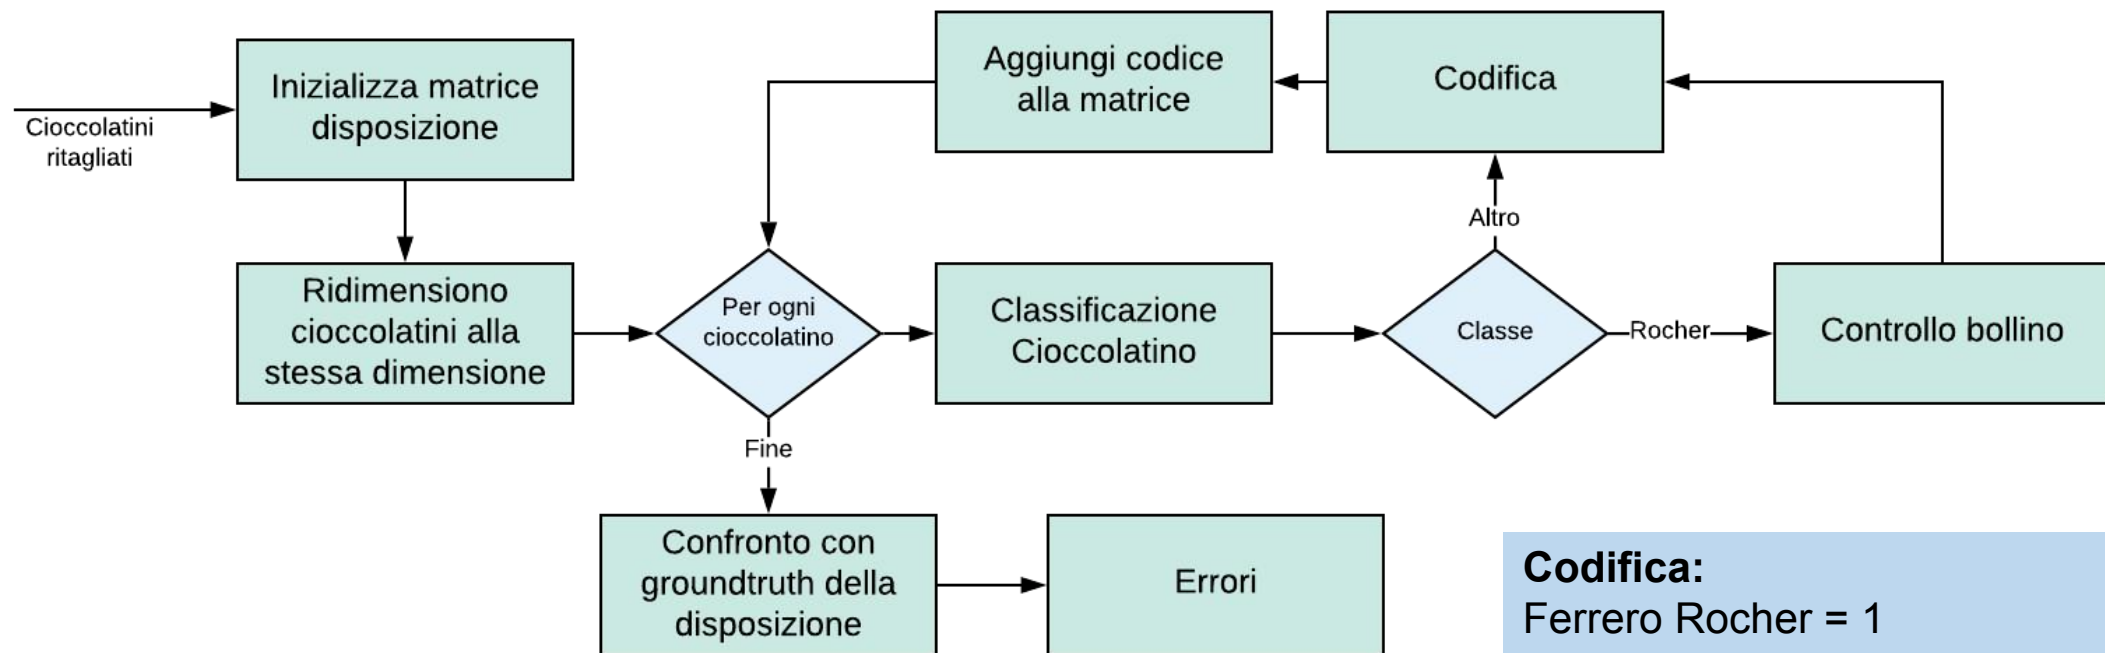 Cioccolatini
ritagliati
Inizializza matrice
disposizione
Ridimensiono
cioccolatini alla
stessa dimensione
Per ogni
cioccolatino
Aggiungi codice
alla matrice
Codifica
Altro
Classificazione
Cioccolatino
Classe
Rocher
Controllo bollino
Fine
Confronto con
groundtruth della
disposizione
Errori
Codifica:
Ferrero Rocher = 1